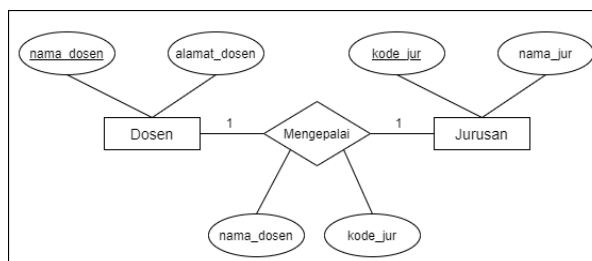 nama_dosen
alamat_dosen
kode_jur
nama_jur
Dosen
1
Mengepalai
1
Jurusan
nama_dosen
kode_jur